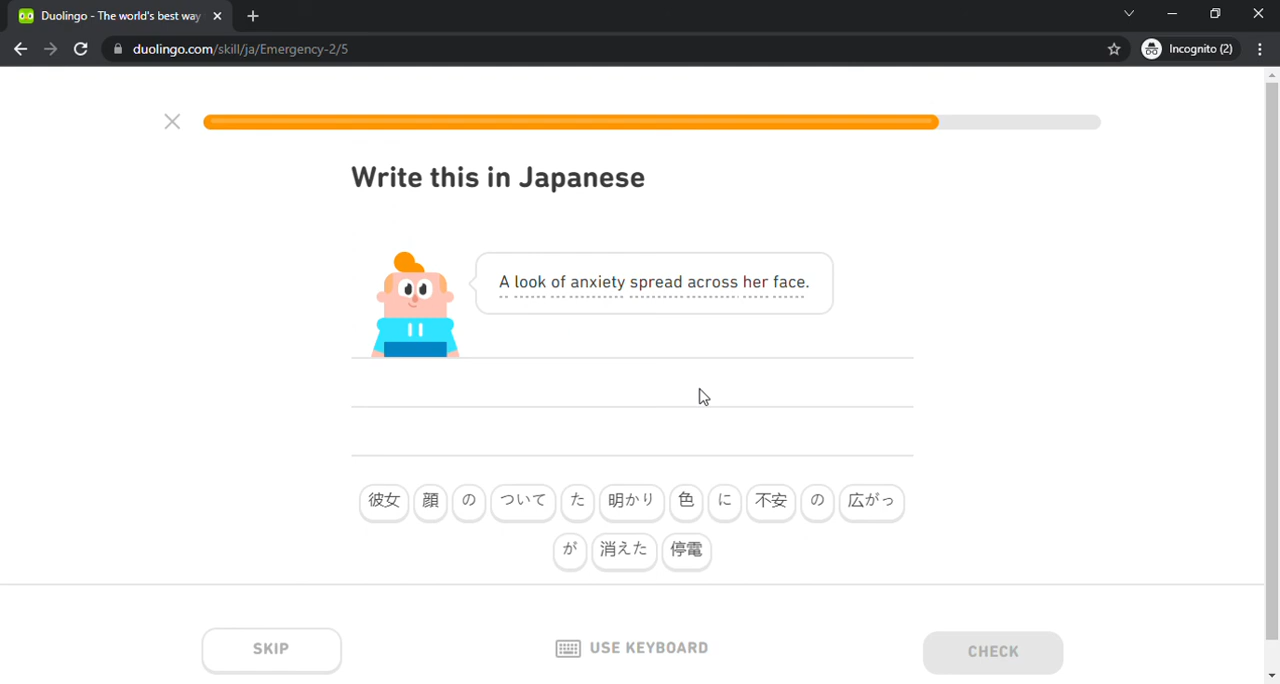 Duolingo - The world's best way
duolingo.com/skill/ja/Emergency-2/5
Incognito (2)
Write this in Japanese
A look of anxiety spread across her face.
彼女 顔 の ついて た 明かり 色 に 不安 の 広がっ
が 消えた 停電
SKIP
USE KEYBOARD
CHECK